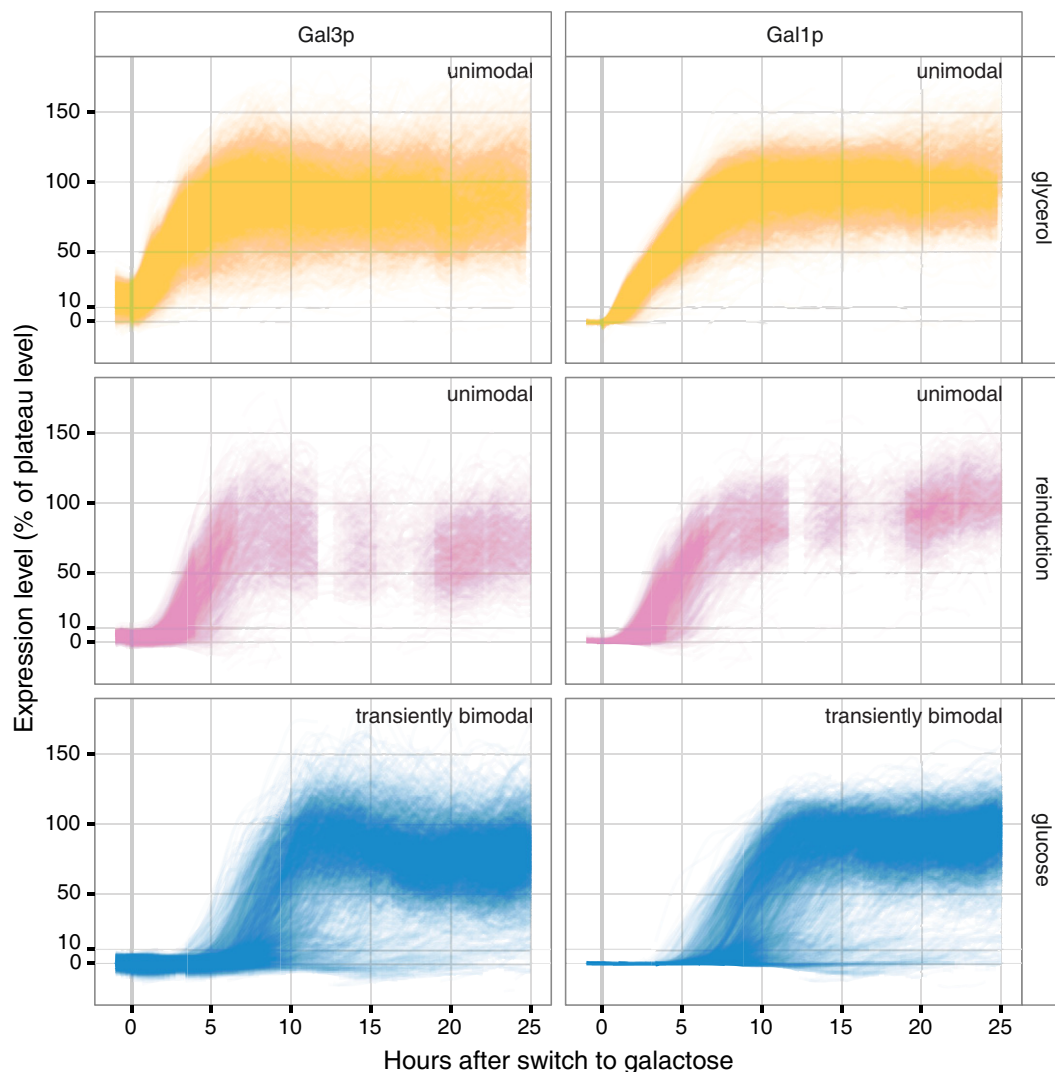 Gal3p
Gal1p
unimodal
unimodal
150
100
50
10
0
glycerol
unimodal
unimodal
150
100
50
10
0
reinduction
transiently bimodal
transiently bimodal
150
100
50
10
0
glucose
Expression level (% of plateau level)
0 5 10 15 20 25
0 5 10 15 20 25
Hours after switch to galactose